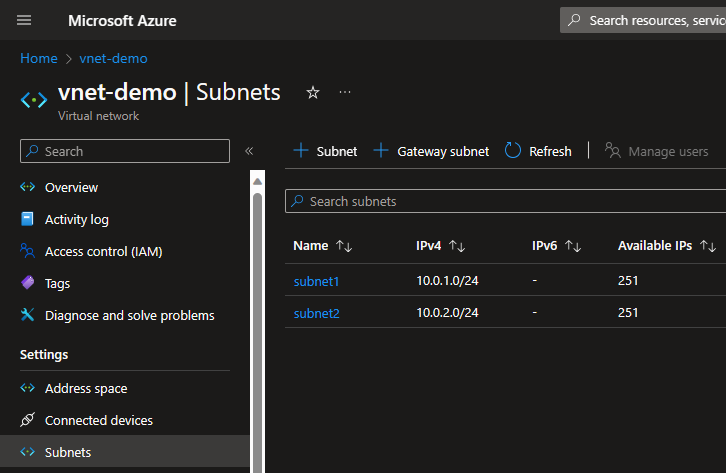 Microsoft Azure
Search resources, servic
Home > vnet-demo
vnet-demo | Subnets
Virtual network
Search
Subnet
Gateway subnet
Refresh
Manage users
Overview
Activity log
Access control (IAM)
Tags
Diagnose and solve problems
Settings
Address space
Connected devices
Subnets
Search subnets
Name IPv4 IPv6 Available IPs
subnet1 10.0.1.0/24 - 251
subnet2 10.0.2.0/24 - 251